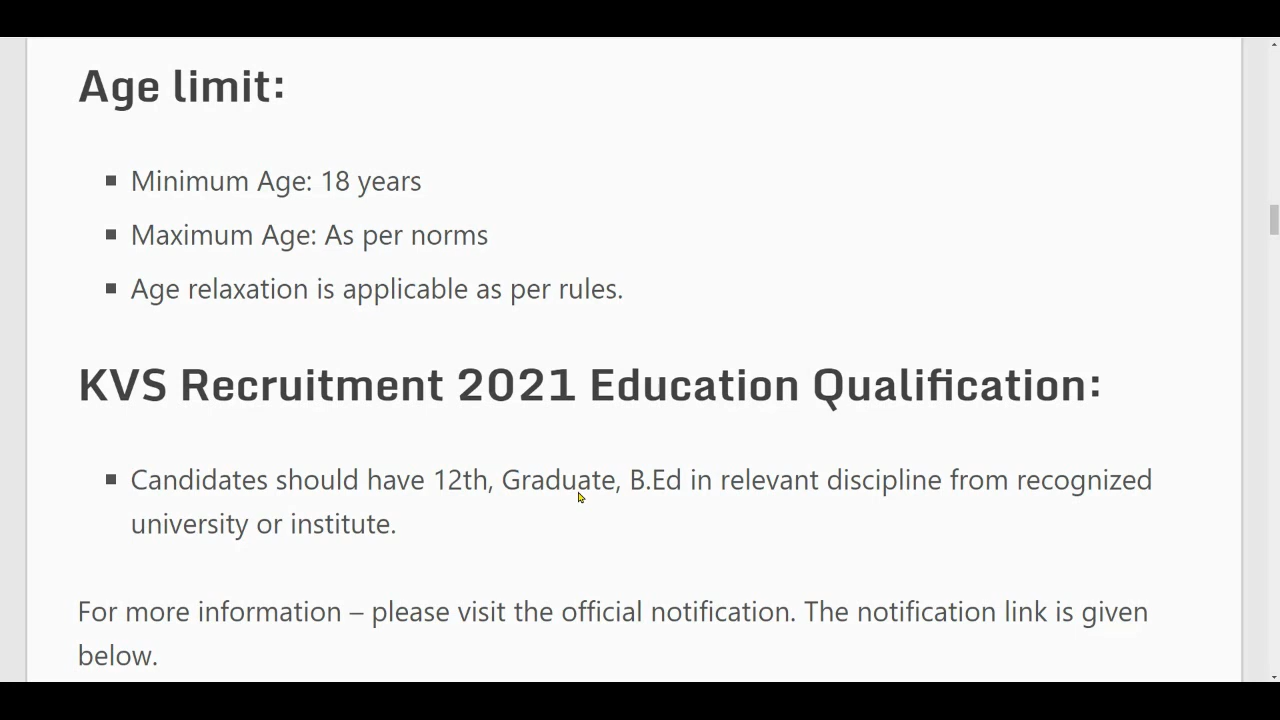 Age limit:
Minimum Age: 18 years
Maximum Age: As per norms
Age relaxation is applicable as per rules.
KVS Recruitment 2021 Education Qualification:
Candidates should have 12th, Graduate, B.Ed in relevant discipline from recognized
university or institute.
For more information – please visit the official notification. The notification link is given
below.